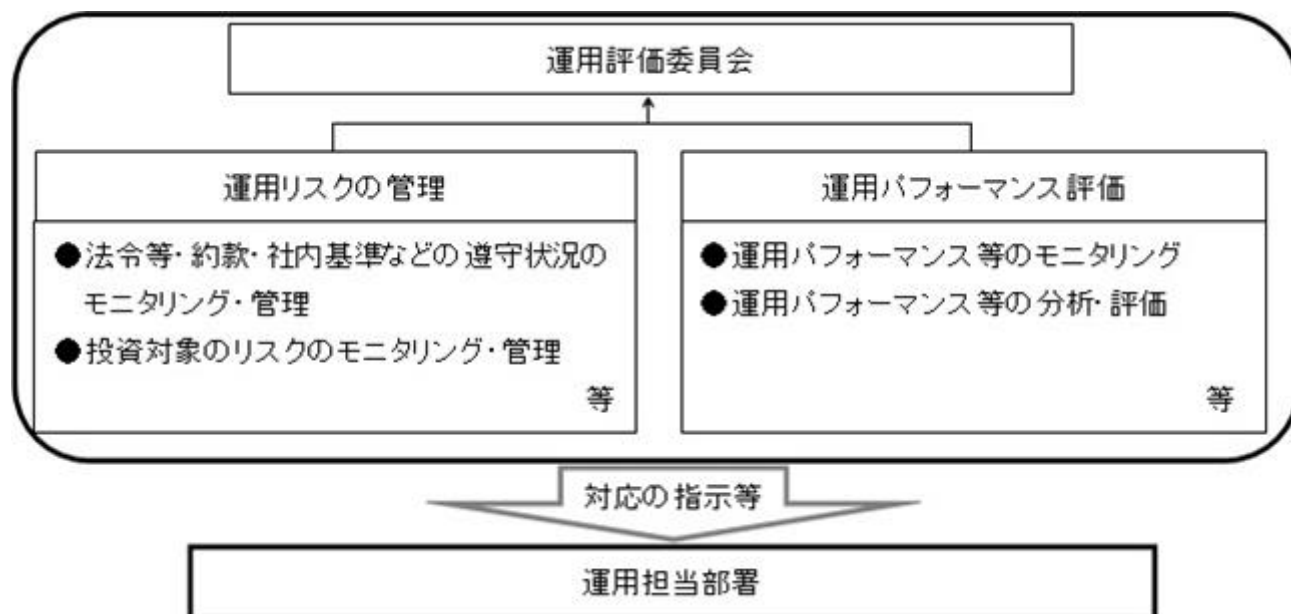 運用評価委員会
運用リスクの管理
●法令等・約款・社内基準などの遵守状況の
モニタリング・管理
●投資対象のリスクのモニタリング・管理
等
運用パフォーマンス評価
●運用パフォーマンス等のモニタリング
●運用パフォーマンス等の分析・評価
等
対応の指示等
運用担当部署